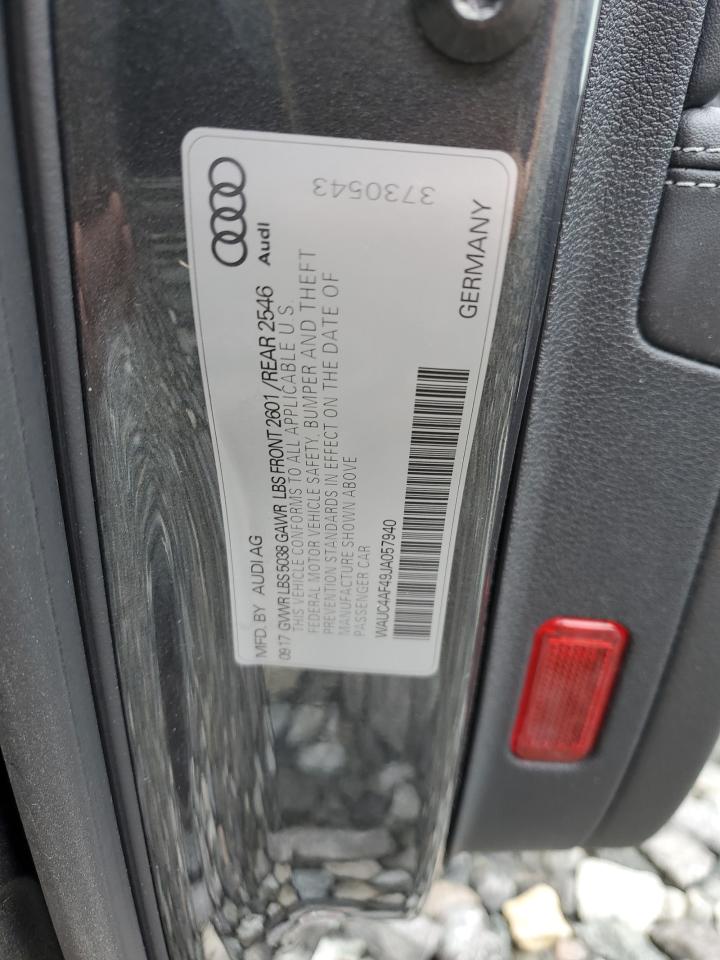 Audi
3730543
GERMANY
MFD. BY AUDI AG
0917 GVWR LBS 5038 GAWR LBS FRONT 2601 / REAR 2546
THIS VEHICLE CONFORMS TO ALL APPLICABLE U S.
FEDERAL MOTOR VEHICLE SAFETY, BUMPER AND THEFT
PREVENTION STANDARDS IN EFFECT ON THE DATE OF
MANUFACTURE SHOWN ABOVE
PASSENGER CAR
WAUC4AF49JA057940